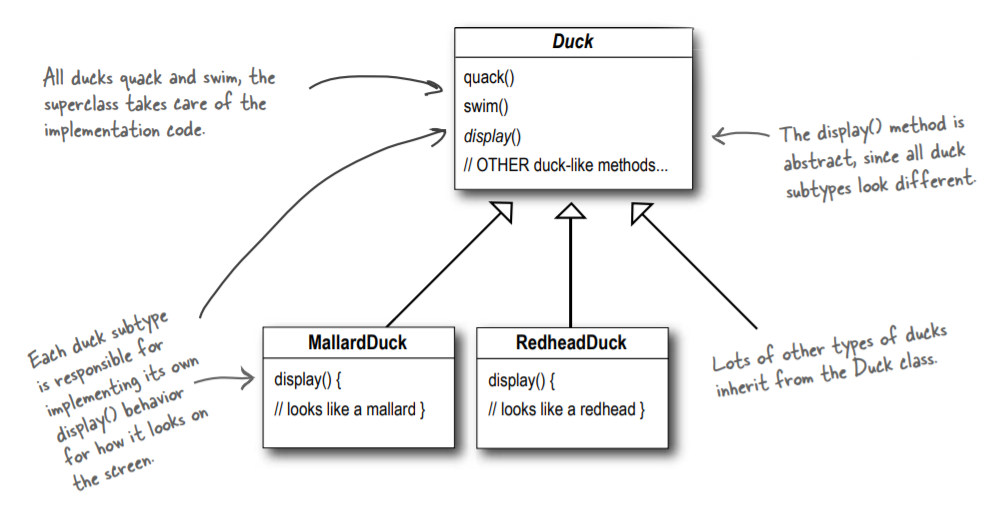 All ducks quack and swim, the
superclass takes care of the
implementation code.
Duck
quack()
swim()
display()
// OTHER duck-like methods...
The display() method is
abstract, since all duck
subtypes look different.
Each duck subtype
is responsible for
implementing its own
display() behavior
for how it looks on
the screen.
MallardDuck
display() {
// looks like a mallard }
RedheadDuck
display() {
// looks like a redhead }
Lots of other types of ducks
inherit from the Duck class.